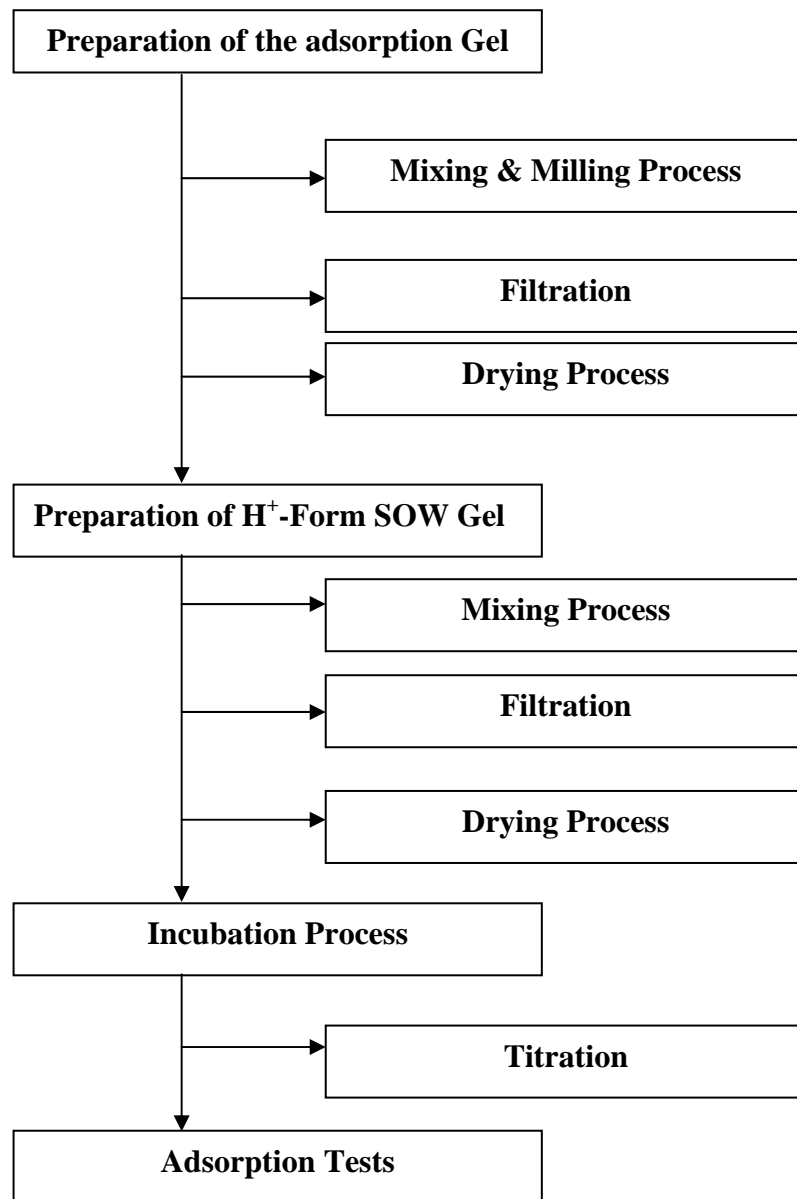 Preparation of the adsorption Gel
Mixing & Milling Process
Filtration
Drying Process
Preparation of H⁺-Form SOW Gel
Mixing Process
Filtration
Drying Process
Incubation Process
Titration
Adsorption Tests